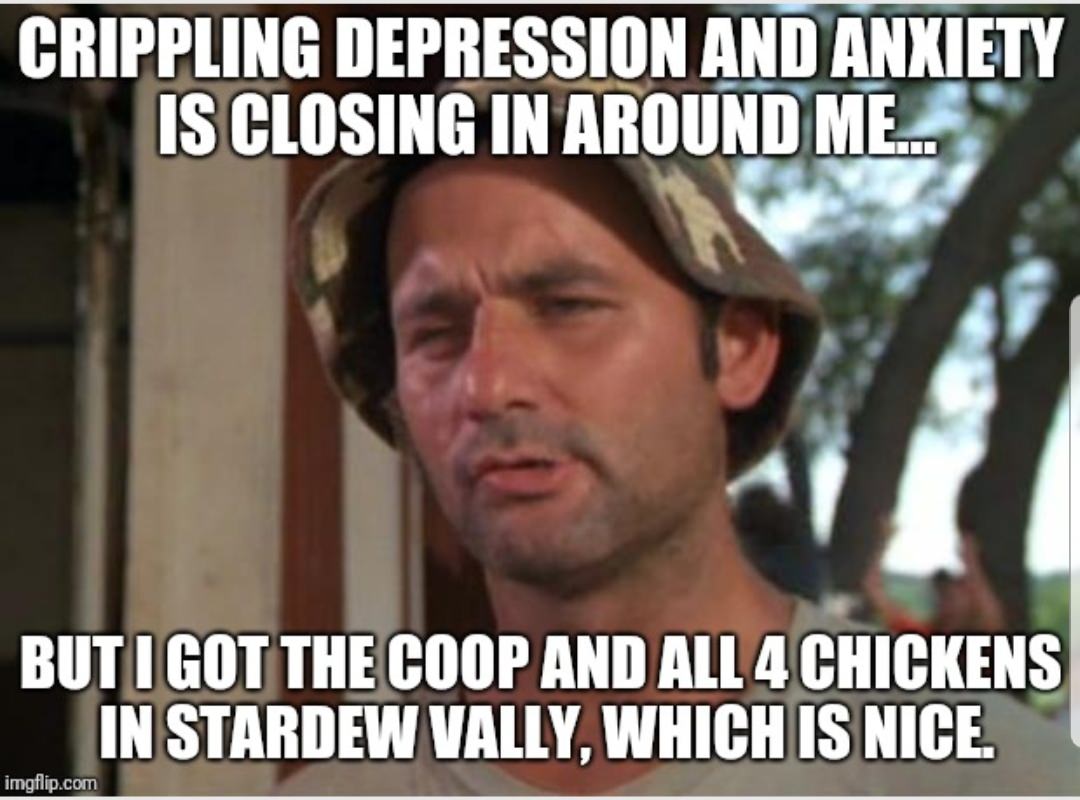 CRIPPLING DEPRESSION AND ANXIETY
IS CLOSING IN AROUND ME...
BUT I GOT THE COOP AND ALL 4 CHICKENS
IN STARDEW VALLY, WHICH IS NICE.
imgflip.com